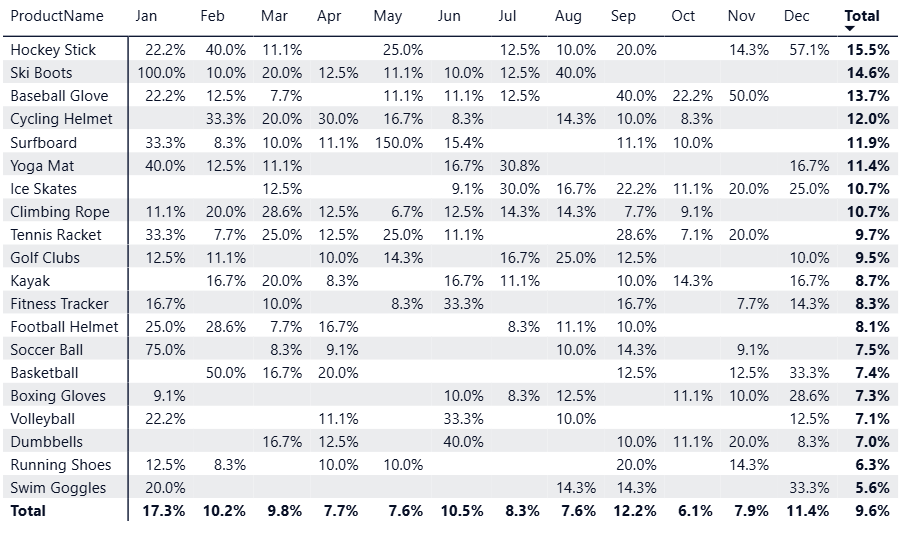 ProductName Jan Feb Mar Apr May Jun Jul Aug Sep Oct Nov Dec Total
Hockey Stick 22.2% 40.0% 11.1% 25.0% 12.5% 10.0% 20.0% 14.3% 57.1% 15.5%
Ski Boots 100.0% 10.0% 20.0% 12.5% 11.1% 10.0% 12.5% 40.0% 14.6%
Baseball Glove 22.2% 12.5% 7.7% 11.1% 11.1% 12.5% 40.0% 22.2% 50.0% 13.7%
Cycling Helmet 33.3% 20.0% 30.0% 16.7% 8.3% 14.3% 10.0% 8.3% 12.0%
Surfboard 33.3% 8.3% 10.0% 11.1% 150.0% 15.4% 11.1% 10.0% 11.9%
Yoga Mat 40.0% 12.5% 11.1% 16.7% 30.8% 16.7% 11.4%
Ice Skates 12.5% 9.1% 30.0% 16.7% 22.2% 11.1% 20.0% 25.0% 10.7%
Climbing Rope 11.1% 20.0% 28.6% 12.5% 6.7% 12.5% 14.3% 14.3% 7.7% 9.1% 10.7%
Tennis Racket 33.3% 7.7% 25.0% 12.5% 25.0% 11.1% 28.6% 7.1% 20.0% 9.7%
Golf Clubs 12.5% 11.1% 10.0% 14.3% 16.7% 25.0% 12.5% 10.0% 9.5%
Kayak 16.7% 20.0% 8.3% 16.7% 11.1% 10.0% 14.3% 16.7% 8.7%
Fitness Tracker 16.7% 10.0% 8.3% 33.3% 16.7% 7.7% 14.3% 8.3%
Football Helmet 25.0% 28.6% 7.7% 16.7% 8.3% 11.1% 10.0% 8.1%
Soccer Ball 75.0% 8.3% 9.1% 10.0% 14.3% 9.1% 7.5%
Basketball 50.0% 16.7% 20.0% 12.5% 12.5% 33.3% 7.4%
Boxing Gloves 9.1% 10.0% 8.3% 12.5% 11.1% 10.0% 28.6% 7.3%
Volleyball 22.2% 11.1% 33.3% 10.0% 12.5% 7.1%
Dumbbells 16.7% 12.5% 40.0% 10.0% 11.1% 20.0% 8.3% 7.0%
Running Shoes 12.5% 8.3% 10.0% 10.0% 20.0% 14.3% 6.3%
Swim Goggles 20.0% 14.3% 14.3% 33.3% 5.6%
Total 17.3% 10.2% 9.8% 7.7% 7.6% 10.5% 8.3% 7.6% 12.2% 6.1% 7.9% 11.4% 9.6%